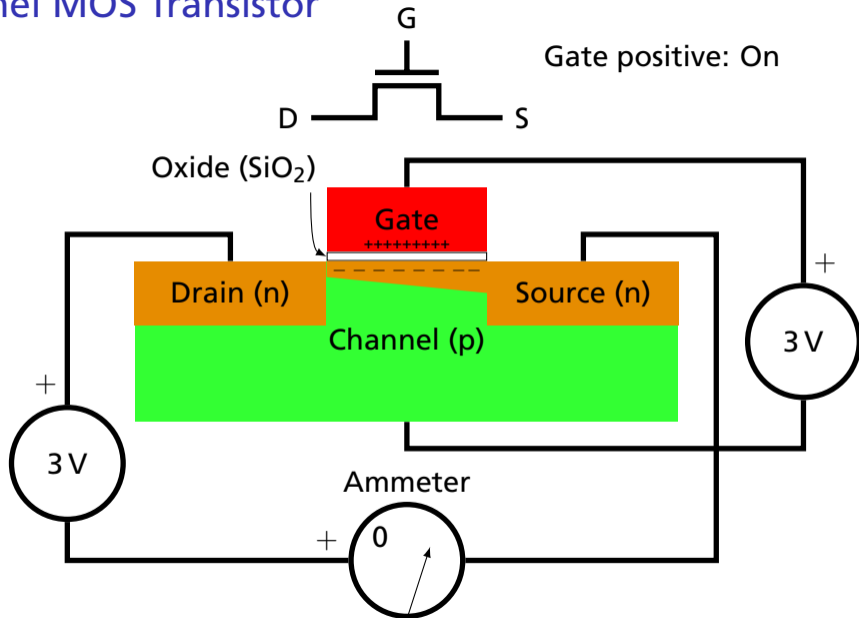 nel MOS Transistor
G
Gate positive: On
D
S
Oxide (SiO₂)
Gate
+++++++++
− − − − − − − − −
Drain (n)
Source (n)
+
Channel (p)
3 V
+
3 V
Ammeter
+
0